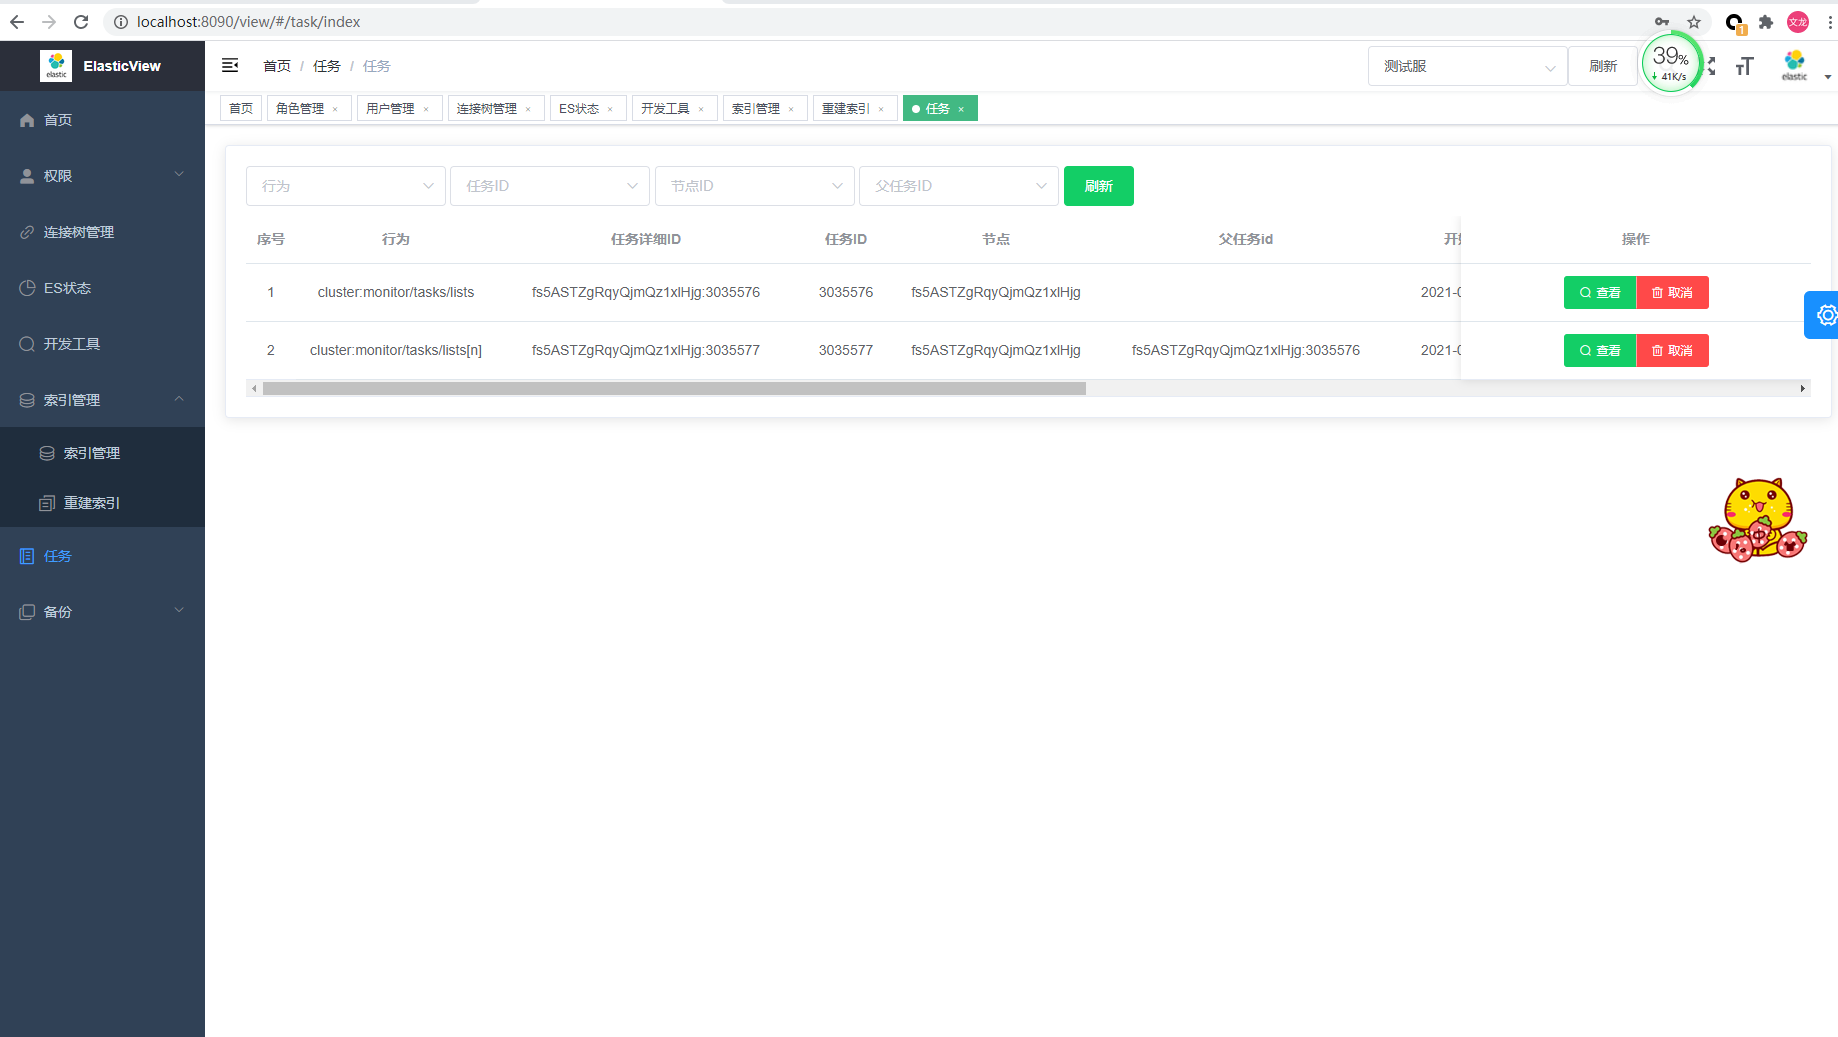 localhost:8090/view/#/task/index
1
文龙
elastic
ElasticView
首页 / 任务 / 任务
测试服
刷新
39%
↓ 41K/s
elastic
首页
角色管理 ×
用户管理 ×
连接树管理 ×
ES状态 ×
开发工具 ×
索引管理 ×
重建索引 ×
任务 ×
首页
权限
连接树管理
ES状态
开发工具
索引管理
索引管理
重建索引
任务
备份
行为
任务ID
节点ID
父任务ID
刷新
序号 行为 任务详细ID 任务ID 节点 父任务id 开 操作
1 cluster:monitor/tasks/lists fs5ASTZgRqyQjmQz1xlHjg:3035576 3035576 fs5ASTZgRqyQjmQz1xlHjg 2021-0 查看 取消
2 cluster:monitor/tasks/lists[n] fs5ASTZgRqyQjmQz1xlHjg:3035577 3035577 fs5ASTZgRqyQjmQz1xlHjg fs5ASTZgRqyQjmQz1xlHjg:3035576 2021-0 查看 取消